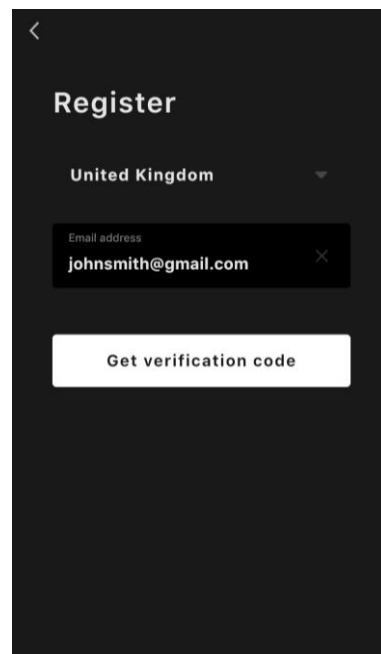 Register
United Kingdom
Email address
johnsmith@gmail.com
Get verification code